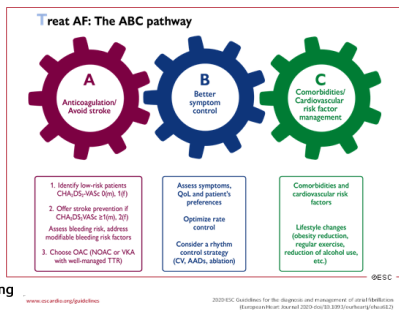 Treat AF: The ABC pathway
A
Anticoagulation/
Avoid stroke
B
Better
symptom
control
C
Comorbidities/
Cardiovascular
risk factor
management
1. Identify low-risk patients
CHA₂DS₂-VASc 0(m), 1(f)
2. Offer stroke prevention if
CHA₂DS₂VASc ≥1(m), 2(f)
Assess bleeding risk, address
modifiable bleeding risk factors
3. Choose OAC (NOAC or VKA
with well-managed TTR)
Assess symptoms,
QoL and patient's
preferences
Optimize rate
control
Consider a rhythm
control strategy
(CV, AADs, ablation)
Comorbidities and
cardiovascular risk
factors
Lifestyle changes
(obesity reduction,
regular exercise,
reduction of alcohol use,
etc.)
©ESC
ng
www.escardio.org/guidelines
2020 ESC Guidelines for the diagnosis and management of atrial fibrillation
(European Heart Journal 2020-doi/10.1093/eurheartj/